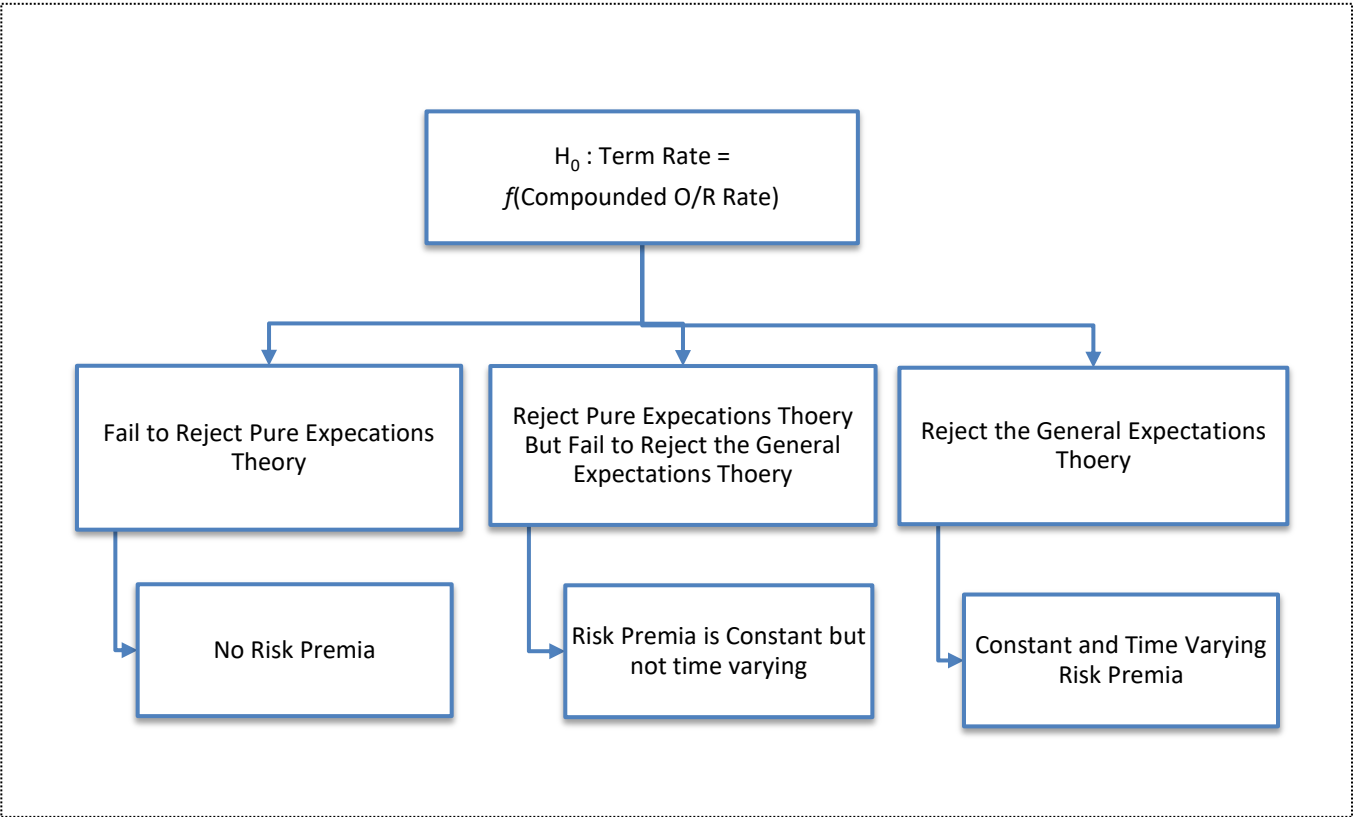 H₀ : Term Rate =
f(Compounded O/R Rate)
Fail to Reject Pure Expecations
Theory
Reject Pure Expecations Thoery
But Fail to Reject the General
Expectations Thoery
Reject the General Expectations
Thoery
No Risk Premia
Risk Premia is Constant but
not time varying
Constant and Time Varying
Risk Premia